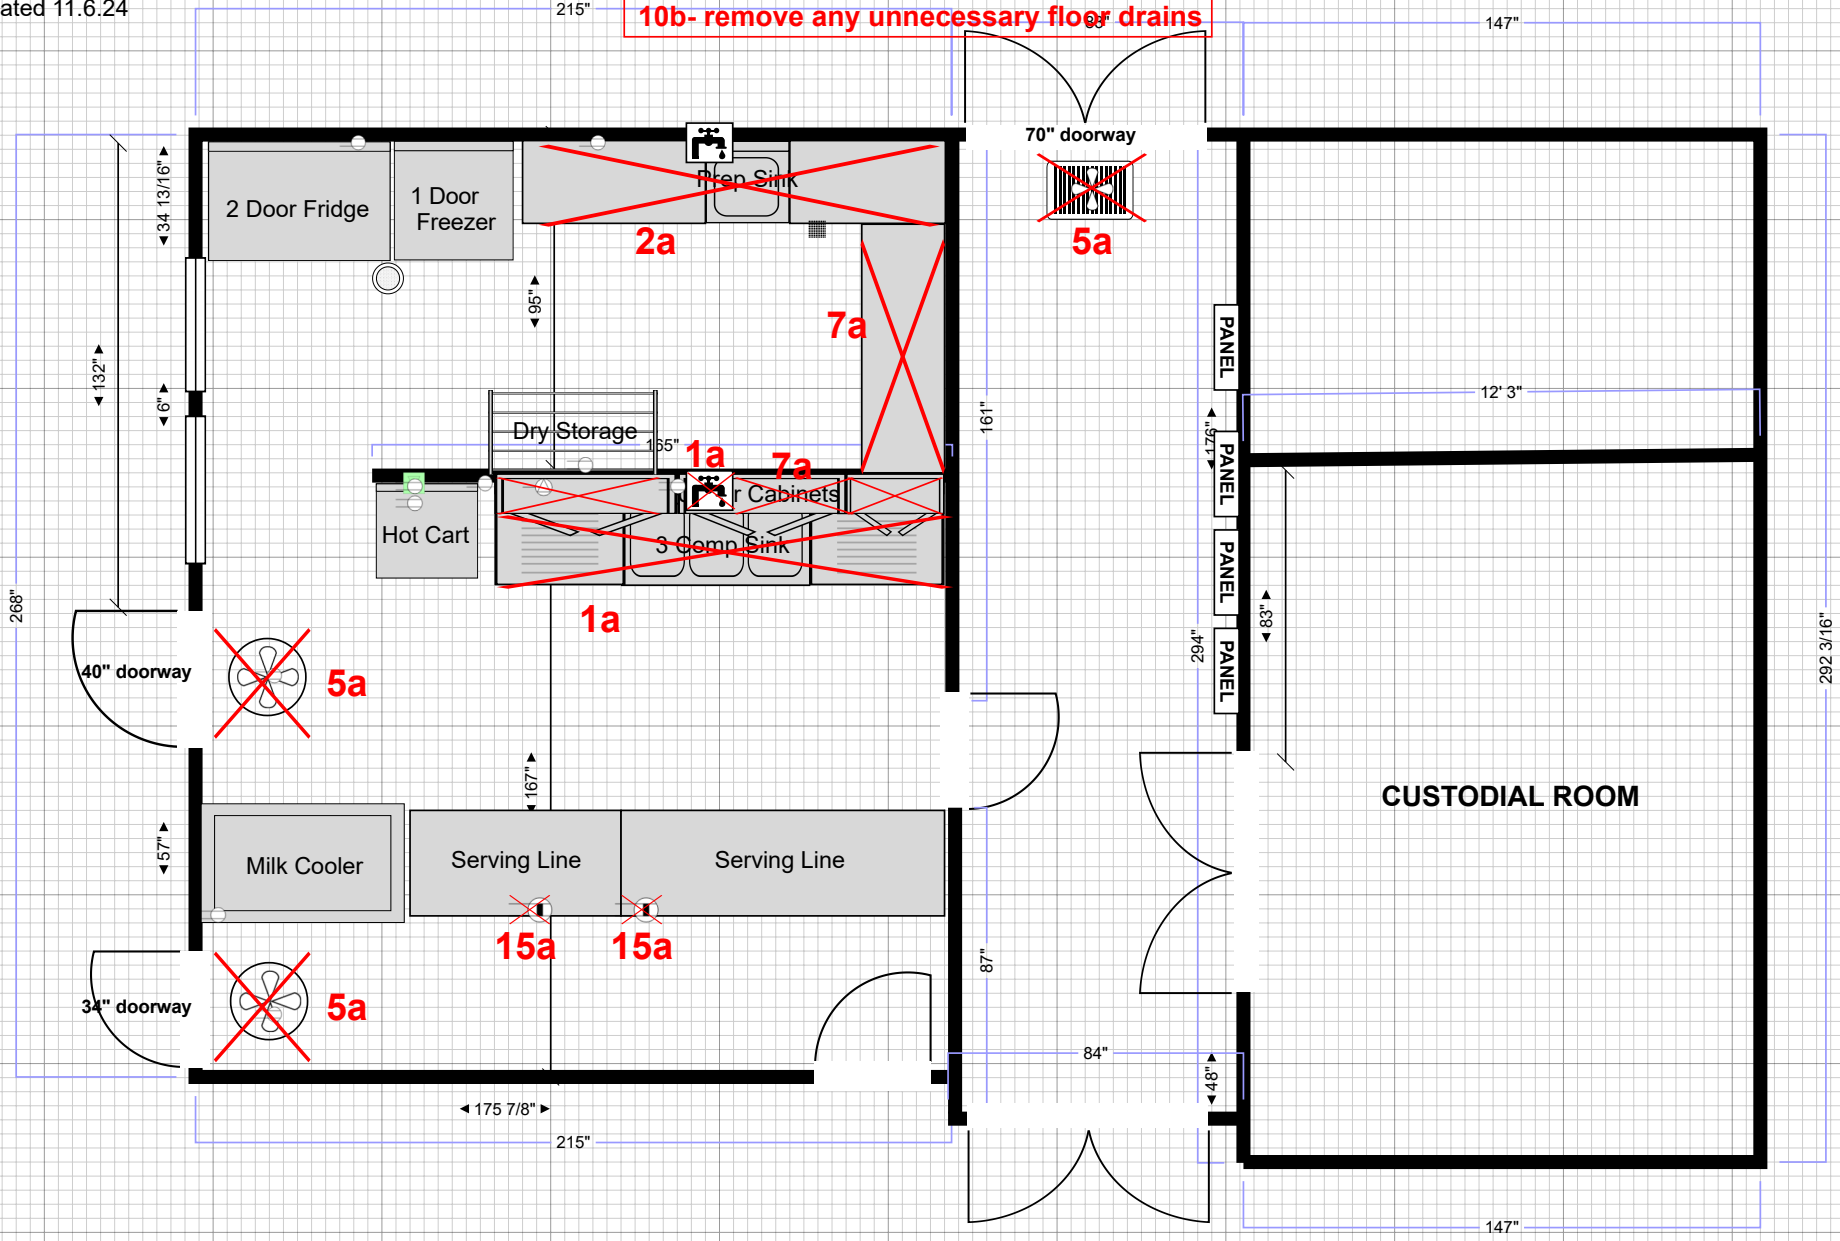 ated 11.6.24
215"
10b- remove any unnecessary floor drains
83"
147"
70" doorway
34 13/16"
2 Door Fridge
1 Door
Freezer
Prep Sink
2a
5a
95"
7a
PANEL
132"
6"
12' 3"
161"
176"
Dry Storage
165"
1a
7a
r Cabinets
PANEL
Hot Cart
3 Comp Sink
PANEL
268"
1a
83"
294"
292 3/16"
PANEL
40" doorway
5a
167"
CUSTODIAL ROOM
57"
Milk Cooler
Serving Line
Serving Line
15a
15a
87"
34" doorway
5a
84"
48"
175 7/8"
215"
147"